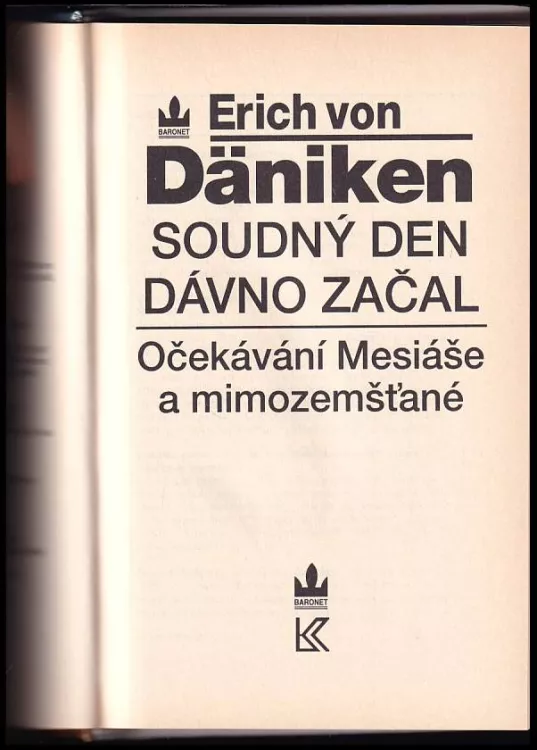 BARONET
Erich von
Däniken
SOUDNÝ DEN
DÁVNO ZAČAL
Očekávání Mesiáše
a mimozemšťané
BARONET
K